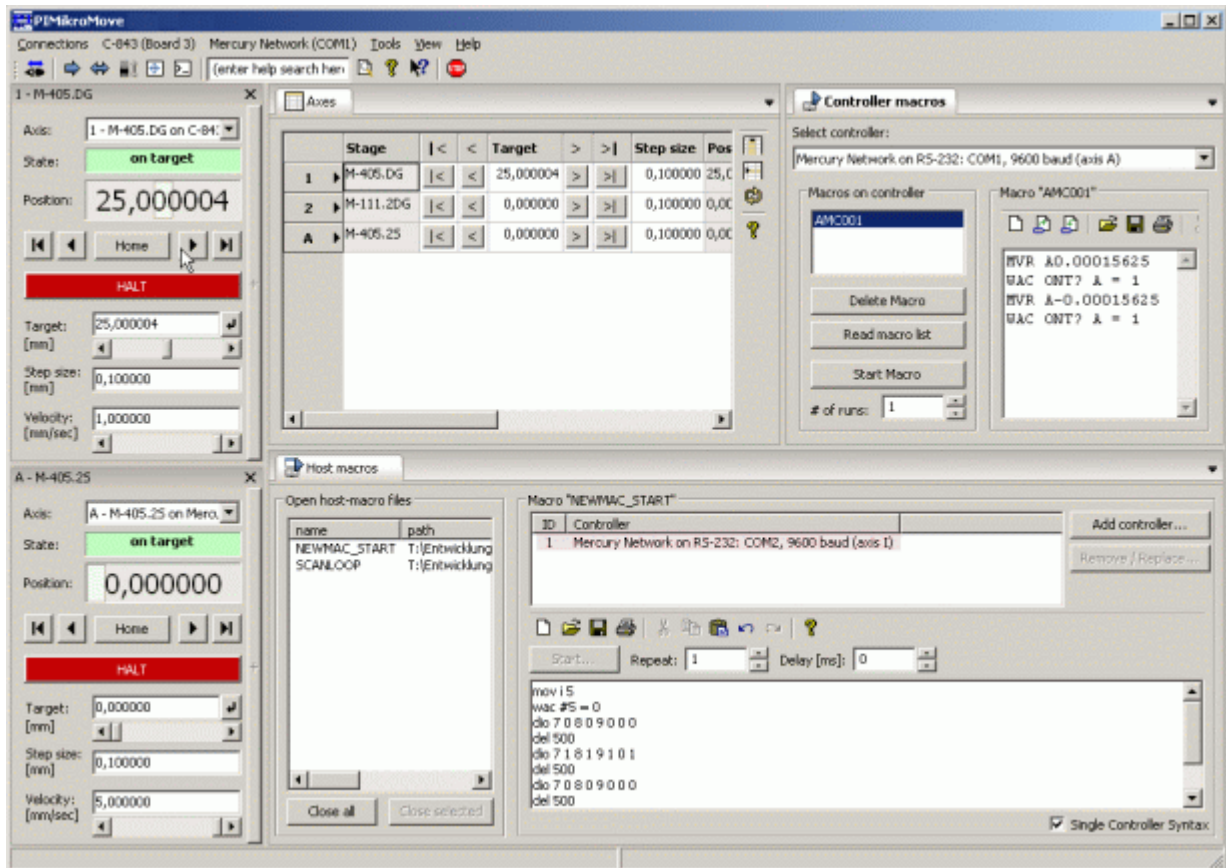 PIMikroMove
Connections C-843 (Board 3) Mercury Network (COM1) Tools View Help
(enter help search her
1 - M-405.DG
Axis: 1 - M-405.DG on C-84
State: on target
Position: 25,000004
Home
HALT
Target: [mm] 25,000004
Step size: [mm] 0,100000
Velocity: [mm/sec] 1,000000
A - M-405.25
Axis: A - M-405.25 on Merc
State: on target
Position: 0,000000
Home
HALT
Target: [mm] 0,000000
Step size: [mm] 0,100000
Velocity: [mm/sec] 5,000000
Axes
Stage |< < Target > >| Step size Pos
1 M-405.DG |< < 25,000004 > >| 0,100000 25,0
2 M-111.2DG |< < 0,000000 > >| 0,100000 0,00
A M-405.25 |< < 0,000000 > >| 0,100000 0,00
Controller macros
Select controller:
Mercury Network on RS-232: COM1, 9600 baud (axis A)
Macros on controller
AMC001
Delete Macro
Read macro list
Start Macro
# of runs: 1
Macro "AMC001"
MVR A0.00015625
WAC ONT? A = 1
MVR A-0.00015625
WAC ONT? A = 1
Host macros
Open host-macro files
name path
NEWMAC_START T:\Entwicklung
SCANLOOP T:\Entwicklung
Close all Close selected
Macro "NEWMAC_START"
ID Controller
1 Mercury Network on RS-232: COM2, 9600 baud (axis I)
Add controller...
Remove / Replace ...
Start... Repeat: 1 Delay [ms]: 0
mov i 5
wac #5 = 0
dio 7 0 8 0 9 0 0 0
del 500
dio 7 1 8 1 9 1 0 1
del 500
dio 7 0 8 0 9 0 0 0
del 500
Single Controller Syntax